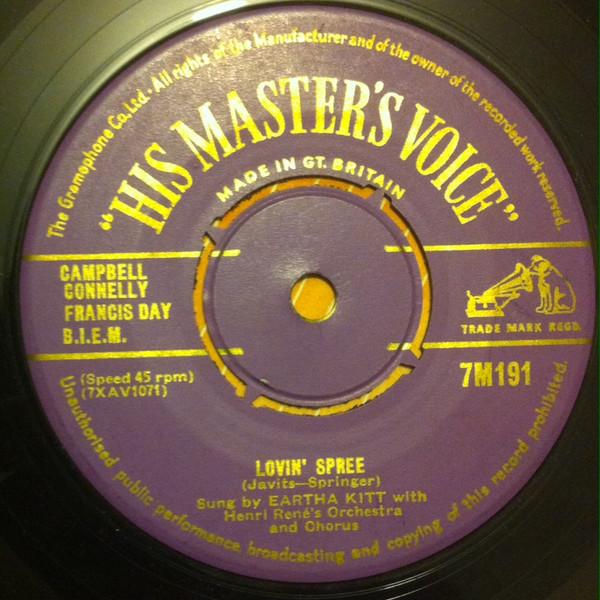 The Gramophone Co. Ltd. · All rights of the Manufacturer and of the owner of the recorded work reserved.
"HIS MASTER'S VOICE"
MADE IN GT. BRITAIN
CAMPBELL
CONNELLY
FRANCIS DAY
B.I.E.M.
TRADE MARK REGD.
(Speed 45 rpm)
(7XAV1071)
7M191
LOVIN' SPREE
(Javits—Springer)
Sung by EARTHA KITT with
Henri René's Orchestra
and Chorus
Unauthorised public performance, broadcasting and copying of this record prohibited.